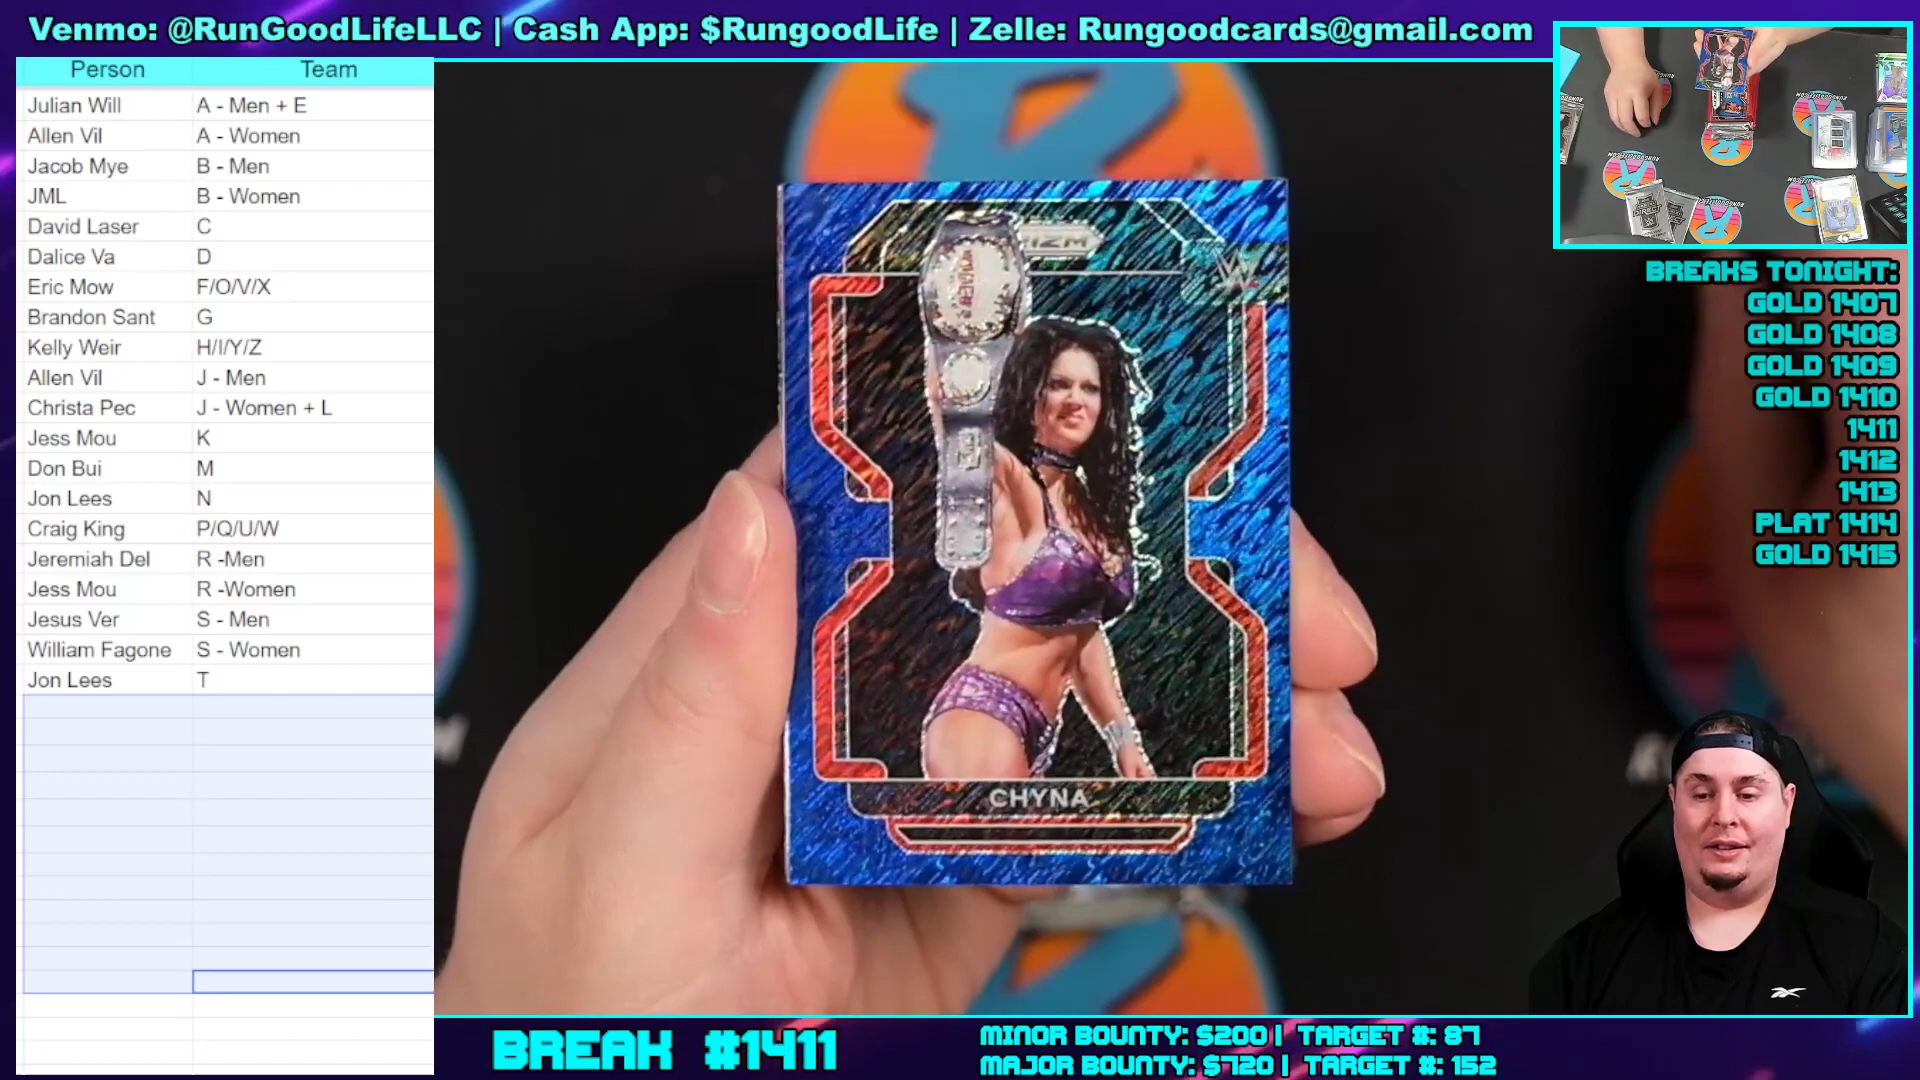 Venmo: @RunGoodLifeLLC | Cash App: $RungoodLife | Zelle: Rungoodcards@gmail.com
Person Team
Julian Will A - Men + E
Allen Vil A - Women
Jacob Mye B - Men
JML B - Women
David Laser C
Dalice Va D
Eric Mow F/O/V/X
Brandon Sant G
Kelly Weir H/I/Y/Z
Allen Vil J - Men
Christa Pec J - Women + L
Jess Mou K
Don Bui M
Jon Lees N
Craig King P/Q/U/W
Jeremiah Del R -Men
Jess Mou R -Women
Jesus Ver S - Men
William Fagone S - Women
Jon Lees T
CHYNA
BREAKS TONIGHT:
GOLD 1407
GOLD 1408
GOLD 1409
GOLD 1410
1411
1412
1413
PLAT 1414
GOLD 1415
BREAK #1411
MINOR BOUNTY: $200 | TARGET #: 87
MAJOR BOUNTY: $720 | TARGET #: 152